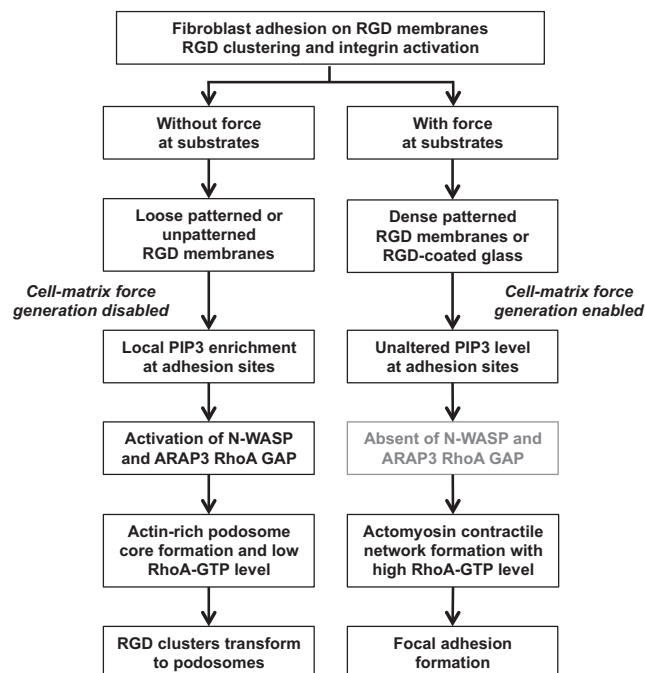 Fibroblast adhesion on RGD membranes
RGD clustering and integrin activation
Without force
at substrates
With force
at substrates
Loose patterned or
unpatterned
RGD membranes
Dense patterned
RGD membranes or
RGD-coated glass
Cell-matrix force
generation disabled
Cell-matrix force
generation enabled
Local PIP3 enrichment
at adhesion sites
Unaltered PIP3 level
at adhesion sites
Activation of N-WASP
and ARAP3 RhoA GAP
Absent of N-WASP and
ARAP3 RhoA GAP
Actin-rich podosome
core formation and low
RhoA-GTP level
Actomyosin contractile
network formation with
high RhoA-GTP level
RGD clusters transform
to podosomes
Focal adhesion
formation